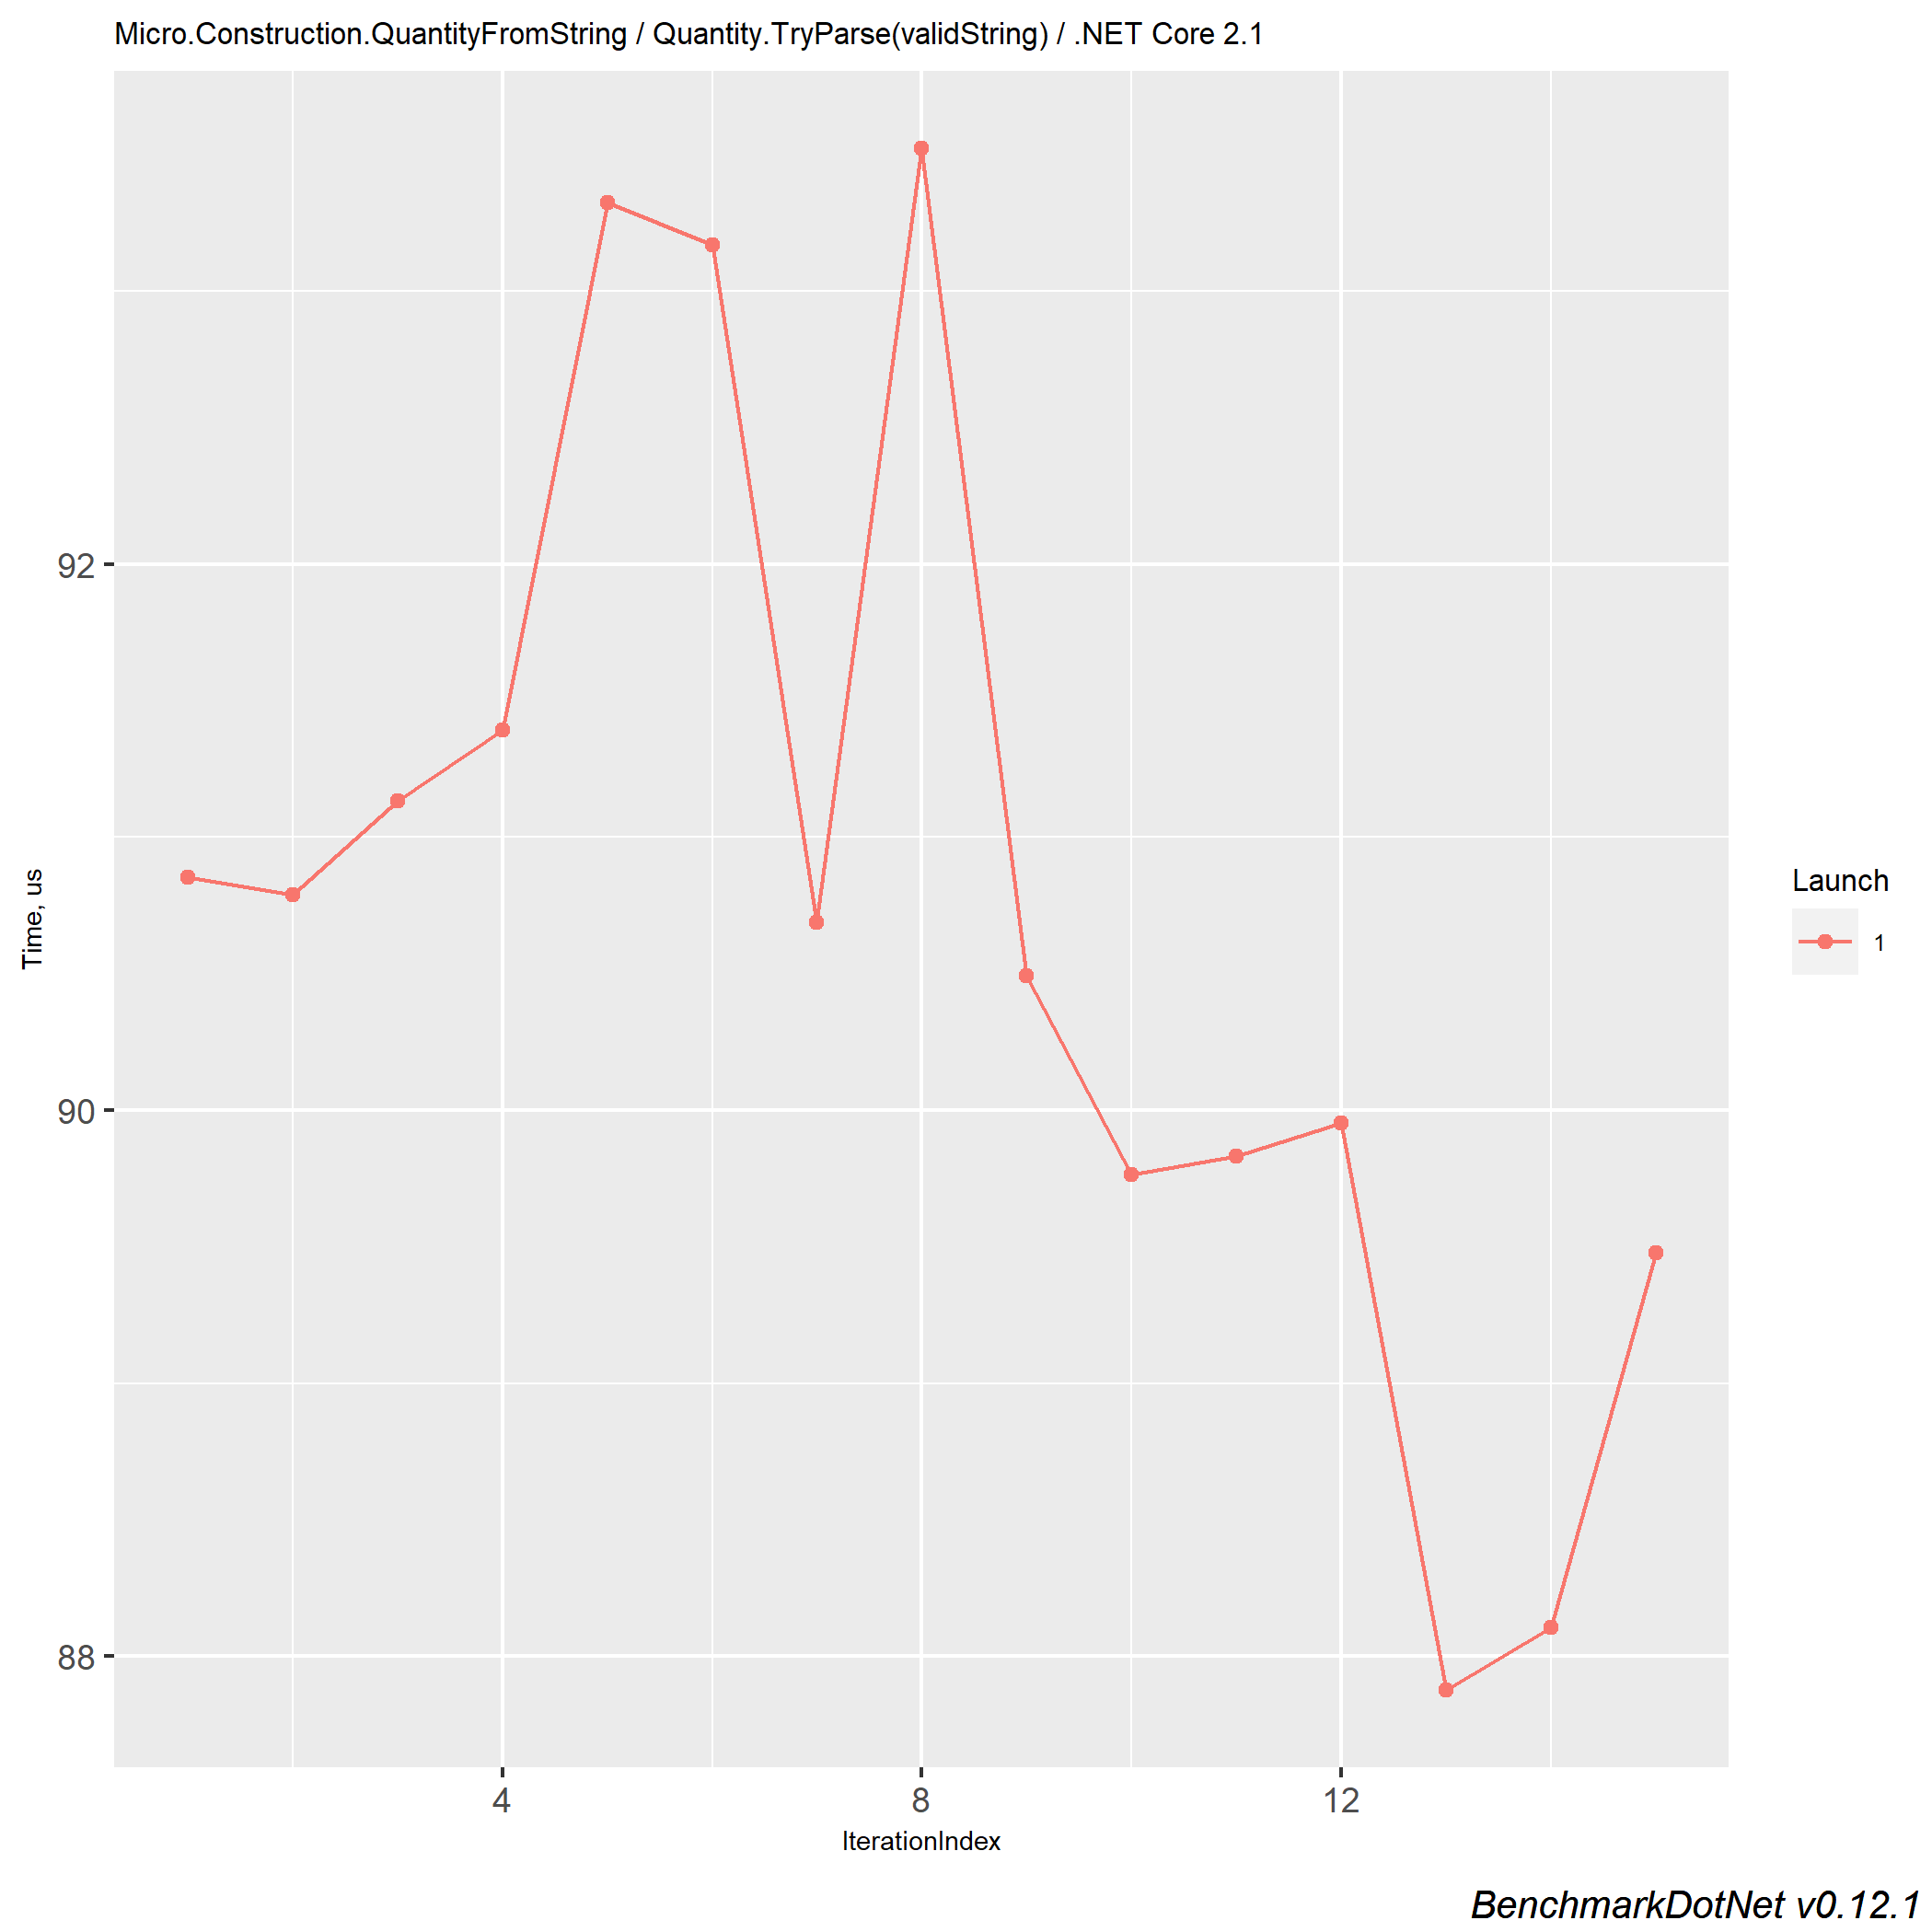 Micro.Construction.QuantityFromString / Quantity.TryParse(validString) / .NET Core 2.1
92
90
88
Time, us
4
8
12
IterationIndex
Launch
1
BenchmarkDotNet v0.12.1